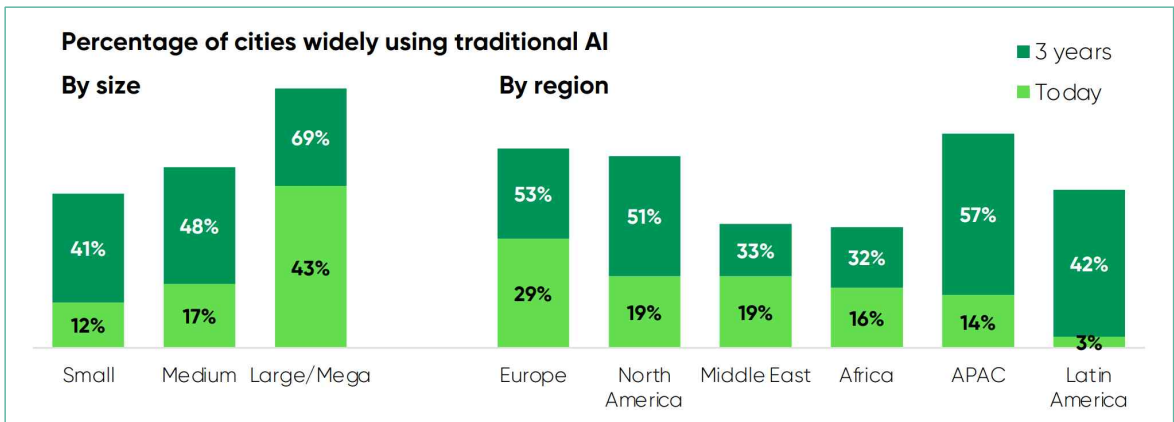 Percentage of cities widely using traditional AI
By size
By region
3 years
Today
69%
53%
51%
57%
48%
41%
33%
32%
42%
43%
29%
12%
17%
19%
19%
16%
14%
3%
Small
Medium
Large/Mega
Europe
North
America
Middle East
Africa
APAC
Latin
America